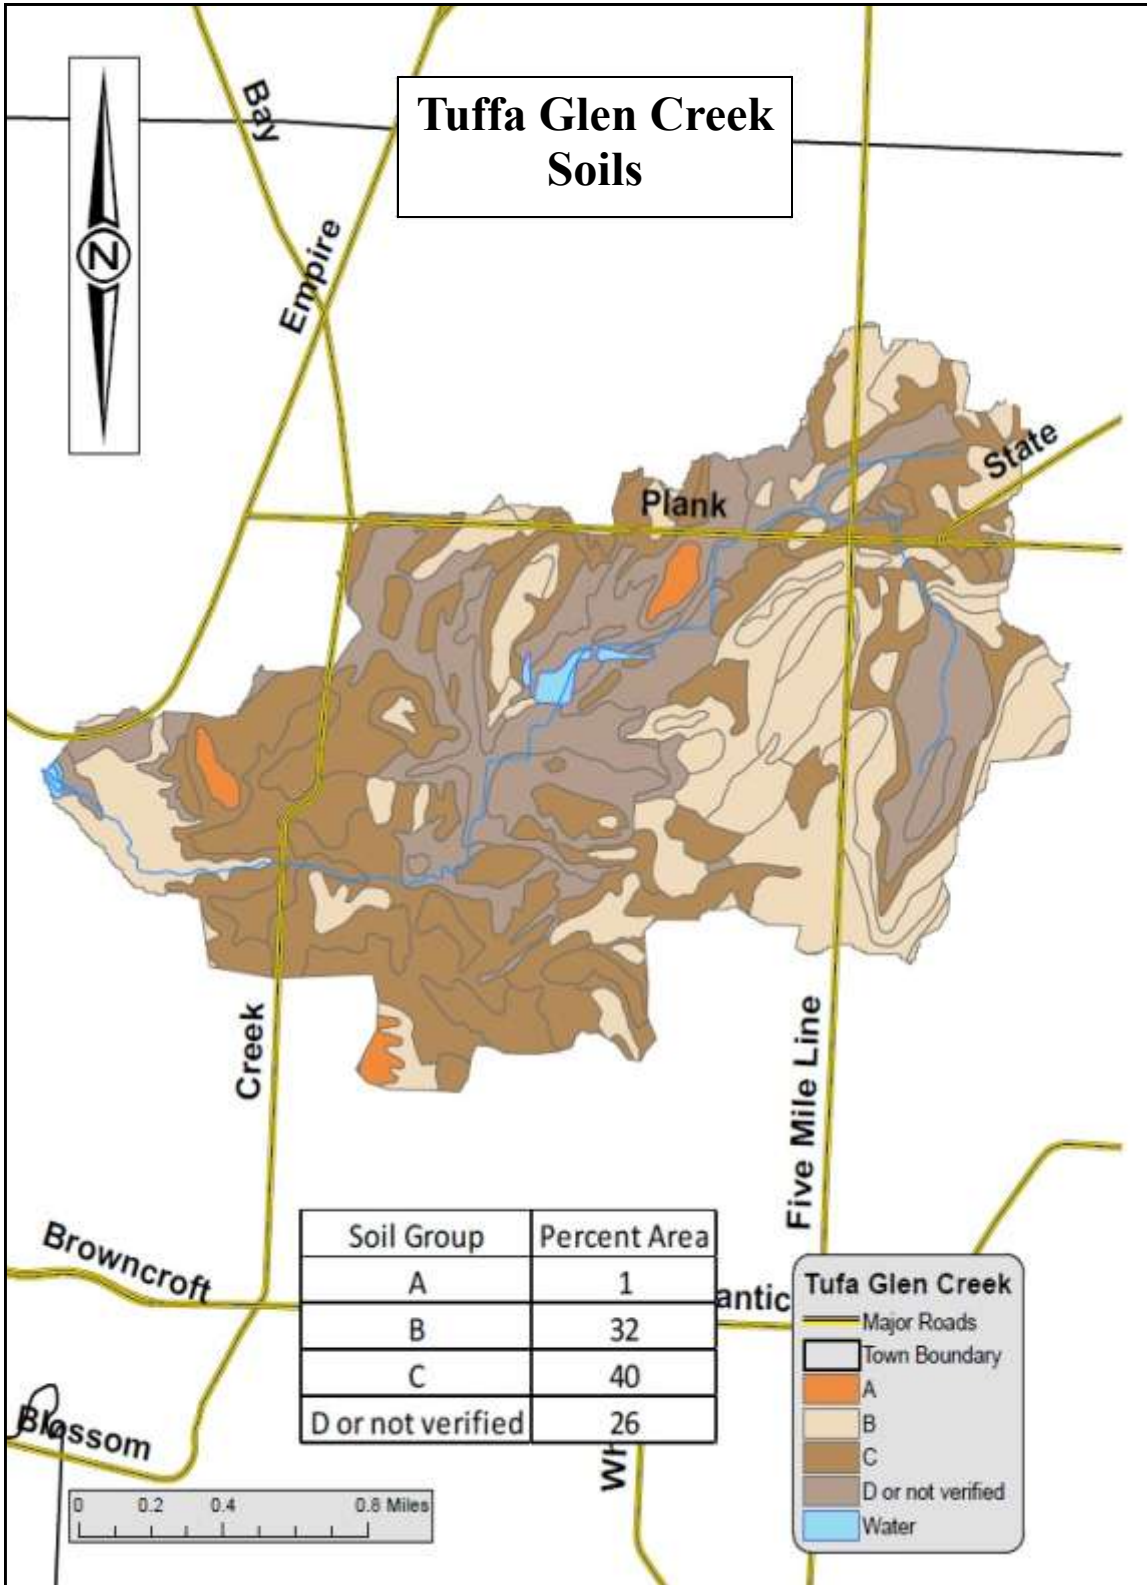 Tuffa Glen Creek
Soils
Bay
N
Empire
State
Plank
Creek
Five Mile Line
Browncroft
antic
Blossom
Wh
Soil Group Percent Area
A 1
B 32
C 40
D or not verified 26
Tufa Glen Creek
Major Roads
Town Boundary
A
B
C
D or not verified
Water
0 0.2 0.4 0.8 Miles